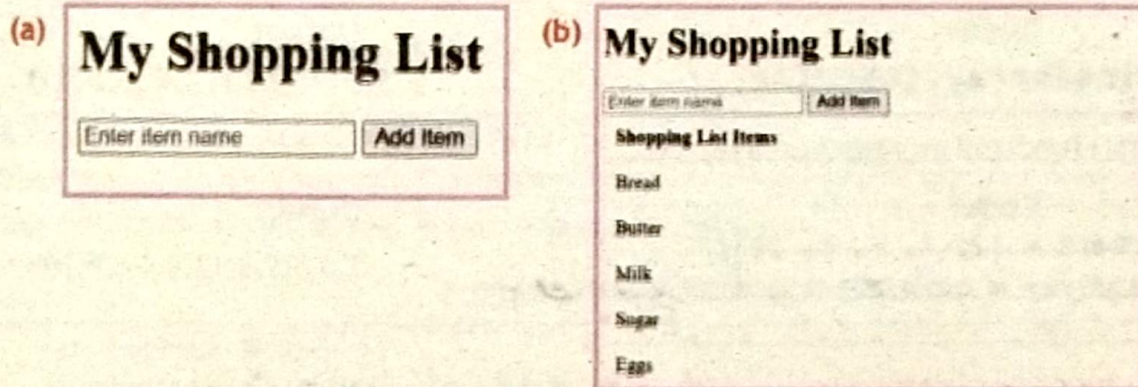 (a)
My Shopping List
Enter item name Add Item
(b)
My Shopping List
Enter item name Add Item
Shopping List Items
Bread
Butter
Milk
Sugar
Eggs